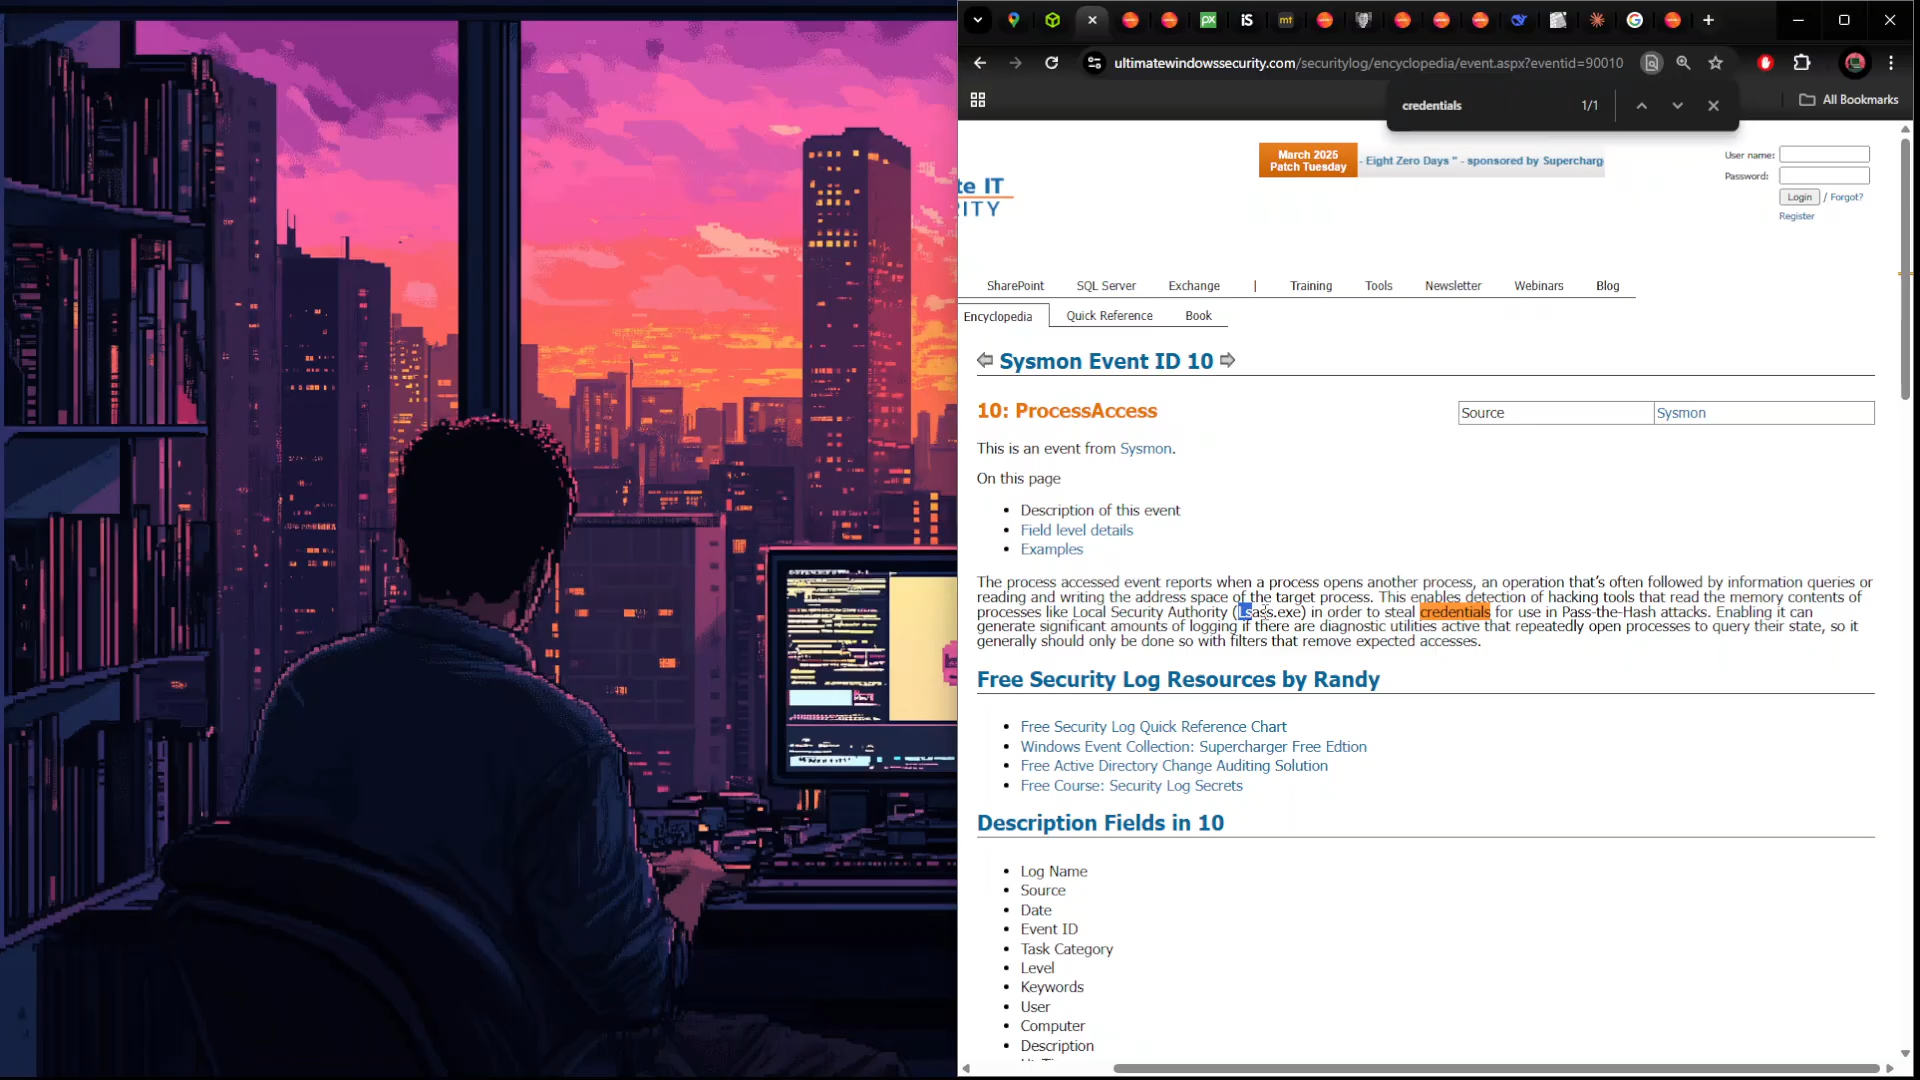 ultimatewindowssecurity.com/securitylog/encyclopedia/event.aspx?eventid=90010
credentials 1/1
All Bookmarks
March 2025
Patch Tuesday
- Eight Zero Days " - sponsored by Supercharg
User name:
Password:
Login / Forgot?
Register
te IT
RITY
SharePoint SQL Server Exchange | Training Tools Newsletter Webinars Blog
Encyclopedia Quick Reference Book
Sysmon Event ID 10
10: ProcessAccess
Source Sysmon
This is an event from Sysmon.
On this page
• Description of this event
• Field level details
• Examples
The process accessed event reports when a process opens another process, an operation that's often followed by information queries or
reading and writing the address space of the target process. This enables detection of hacking tools that read the memory contents of
processes like Local Security Authority (Lsass.exe) in order to steal credentials for use in Pass-the-Hash attacks. Enabling it can
generate significant amounts of logging if there are diagnostic utilities active that repeatedly open processes to query their state, so it
generally should only be done so with filters that remove expected accesses.
Free Security Log Resources by Randy
• Free Security Log Quick Reference Chart
• Windows Event Collection: Supercharger Free Edtion
• Free Active Directory Change Auditing Solution
• Free Course: Security Log Secrets
Description Fields in 10
• Log Name
• Source
• Date
• Event ID
• Task Category
• Level
• Keywords
• User
• Computer
• Description